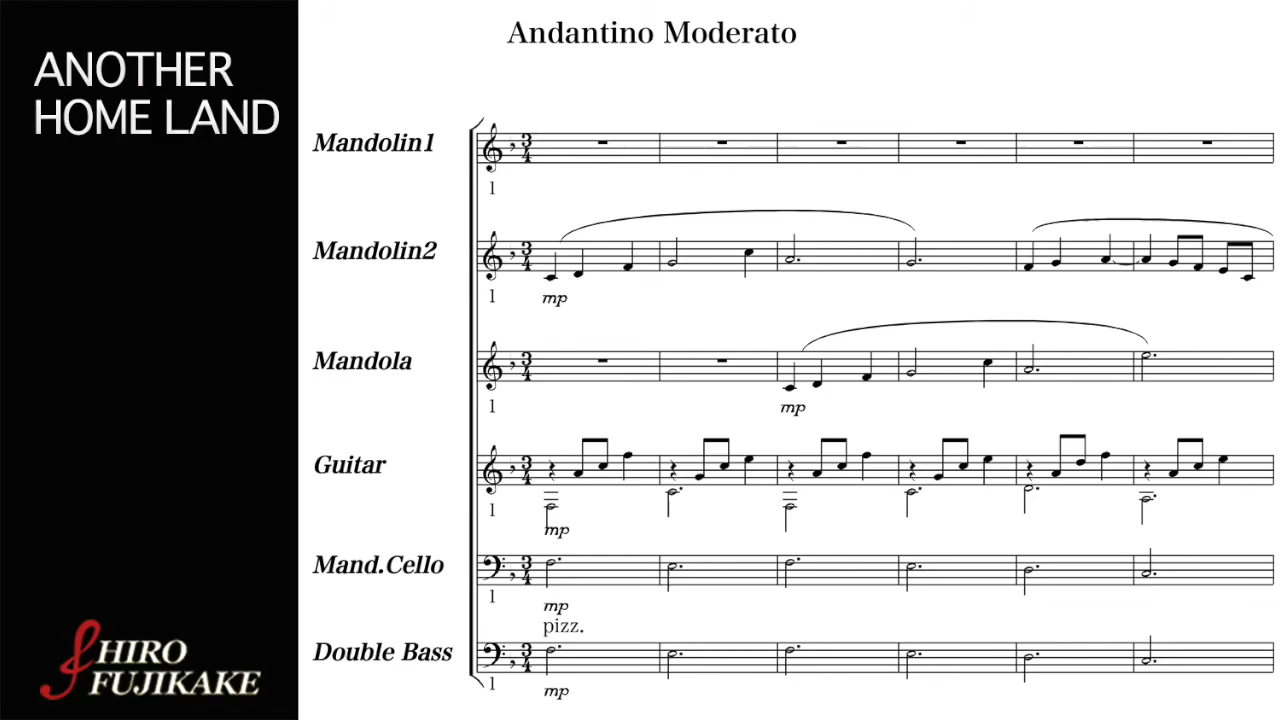 ANOTHER
HOME LAND
Andantino Moderato
Mandolin1
1
Mandolin2
1
mp
Mandola
1
mp
Guitar
1
mp
Mand.Cello
1
mp
pizz.
Double Bass
1
mp
HIRO
FUJIKAKE